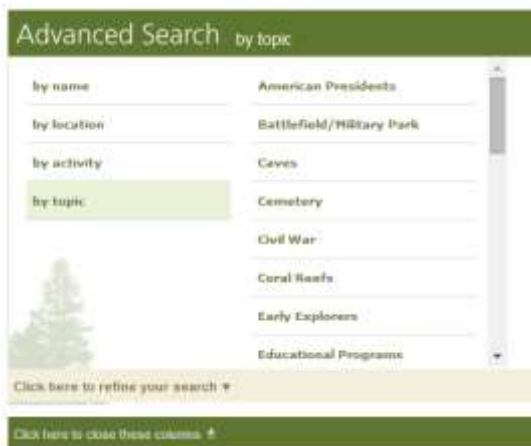 Advanced Search by topic
by name
by location
by activity
by topic
American Presidents
Battlefield/Military Park
Caves
Cemetery
Civil War
Coral Reefs
Early Explorers
Educational Programs
Click here to refine your search ▼
Click here to close these columns